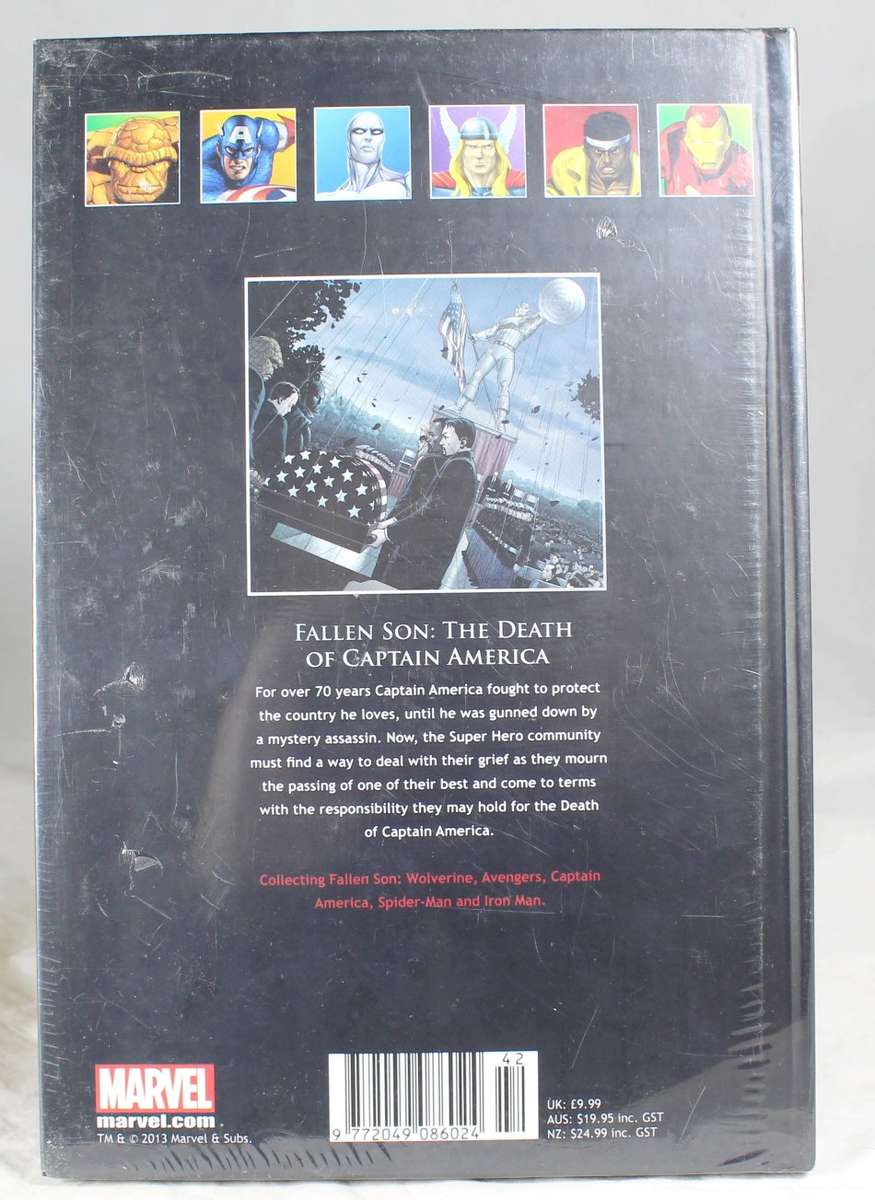 FALLEN SON: THE DEATH
OF CAPTAIN AMERICA
For over 70 years Captain America fought to protect
the country he loves, until he was gunned down by
a mystery assassin. Now, the Super Hero community
must find a way to deal with their grief as they mourn
the passing of one of their best and come to terms
with the responsibility they may hold for the Death
of Captain America.
Collecting Fallen Son: Wolverine, Avengers, Captain
America, Spider-Man and Iron Man.
MARVEL
marvel.com
TM & © 2013 Marvel & Subs.
42
9 772049 086024
UK: £9.99
AUS: $19.95 inc. GST
NZ: $24.99 inc. GST